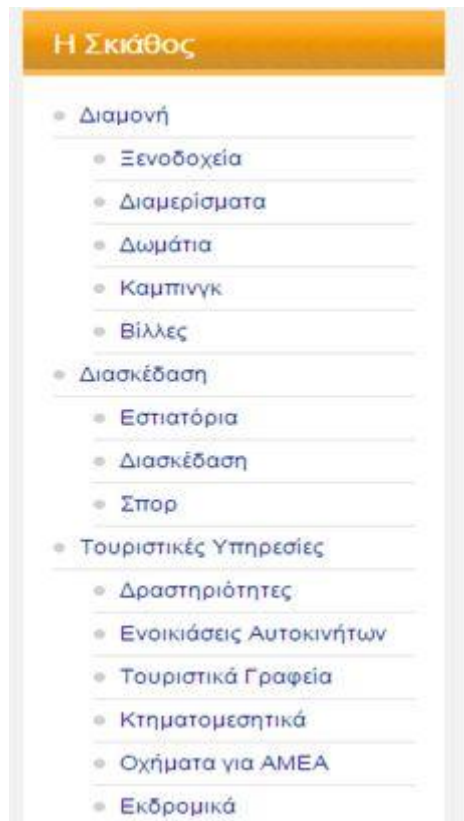 Η Σκιάθος
Διαμονή
Ξενοδοχεία
Διαμερίσματα
Δωμάτια
Καμπινγκ
Βίλλες
Διασκέδαση
Εστιατόρια
Διασκέδαση
Σπορ
Τουριστικές Υπηρεσίες
Δραστηριότητες
Ενοικιάσεις Αυτοκινήτων
Τουριστικά Γραφεία
Κτηματομεσητικά
Οχήματα για ΑΜΕΑ
Εκδρομικά